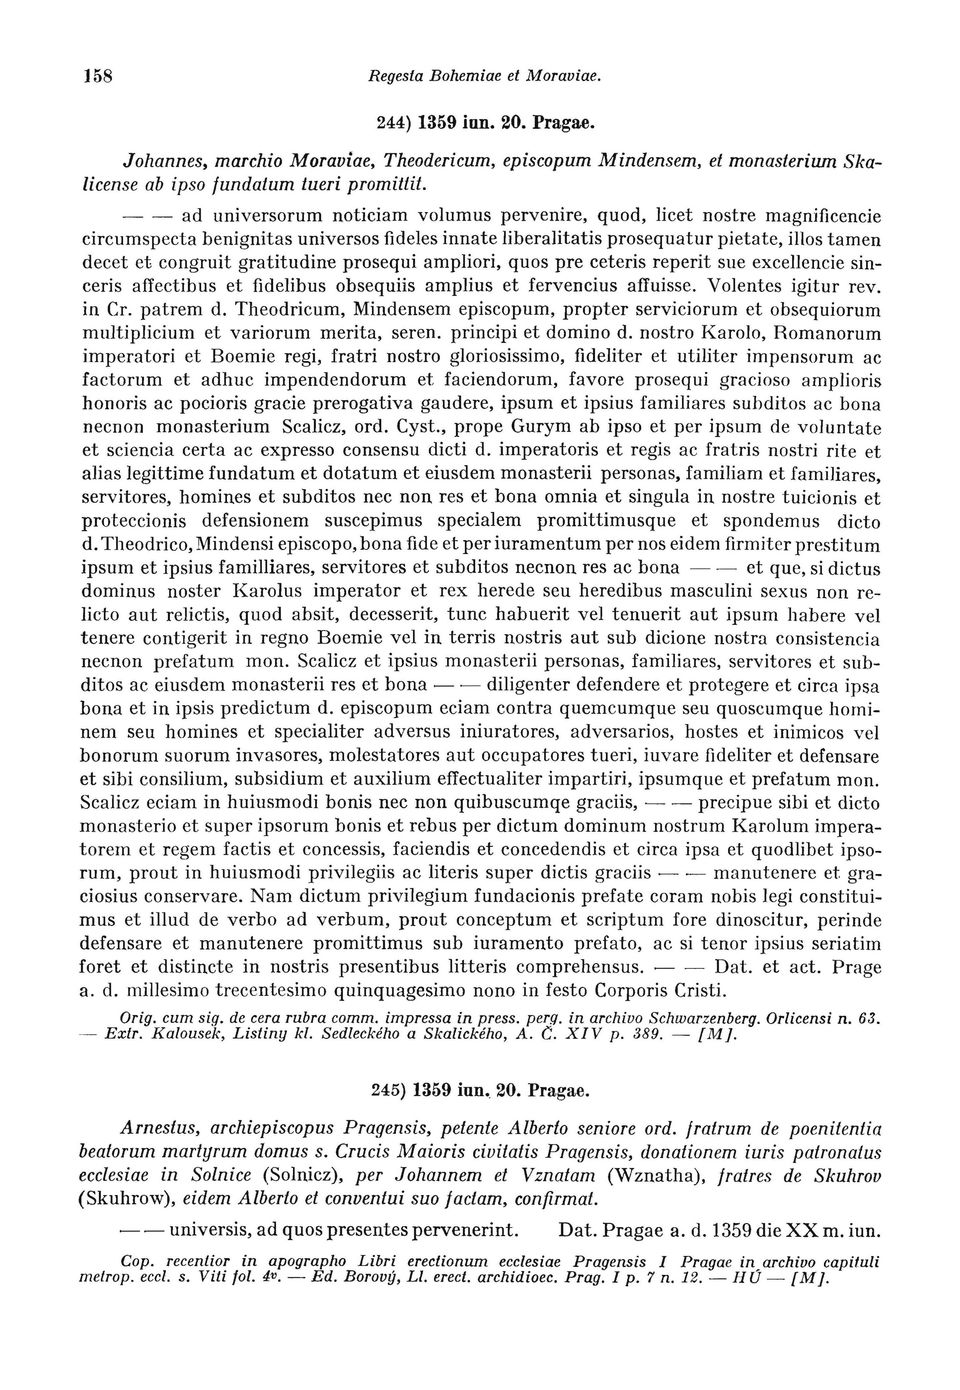 158 Regesta Bohemiae et Moraviae.
244) 1359 iun. 20. Pragae.
Johannes, marchio Moraviae, Theodericum, episcopum Mindensem, et monasterium Ska-
license ab ipso fundatum tueri promittit.
— — ad universorum noticiam volumus pervenire, quod, licet nostre magnificencie
circumspecta benignitas universos fideles innate liberalitatis prosequatur pietate, illos tamen
decet et congruit gratitudine prosequi ampliori, quos pre ceteris reperit sue excellencie sin-
ceris affectibus et fidelibus obsequiis amplius et fervencius affuisse. Volentes igitur rev.
in Cr. patrem d. Theodricum, Mindensem episcopum, propter serviciorum et obsequiorum
multiplicium et variorum merita, seren. principi et domino d. nostro Karolo, Romanorum
imperatori et Boemie regi, fratri nostro gloriosissimo, fideliter et utiliter impensorum ac
factorum et adhuc impendendorum et faciendorum, favore prosequi gracioso amplioris
honoris ac pocioris gracie prerogativa gaudere, ipsum et ipsius familiares subditos ac bona
necnon monasterium Scalicz, ord. Cyst., prope Gurym ab ipso et per ipsum de voluntate
et sciencia certa ac expresso consensu dicti d. imperatoris et regis ac fratris nostri rite et
alias legittime fundatum et dotatum et eiusdem monasterii personas, familiam et familiares,
servitores, homines et subditos nec non res et bona omnia et singula in nostre tuicionis et
proteccionis defensionem suscepimus specialem promittimusque et spondemus dicto
d. Theodrico, Mindensi episcopo, bona fide et per iuramentum per nos eidem firmiter prestitum
ipsum et ipsius familliares, servitores et subditos necnon res ac bona — — et que, si dictus
dominus noster Karolus imperator et rex herede seu heredibus masculini sexus non re-
licto aut relictis, quod absit, decesserit, tunc habuerit vel tenuerit aut ipsum habere vel
tenere contigerit in regno Boemie vel in terris nostris aut sub dicione nostra consistencia
necnon prefatum mon. Scalicz et ipsius monasterii personas, familiares, servitores et sub-
ditos ac eiusdem monasterii res et bona — — diligenter defendere et protegere et circa ipsa
bona et in ipsis predictum d. episcopum eciam contra quemcumque seu quoscumque homi-
nem seu homines et specialiter adversus iniuratores, adversarios, hostes et inimicos vel
bonorum suorum invasores, molestatores aut occupatores tueri, iuvare fideliter et defensare
et sibi consilium, subsidium et auxilium effectualiter impartiri, ipsumque et prefatum mon.
Scalicz eciam in huiusmodi bonis nec non quibuscumqe graciis, — — precipue sibi et dicto
monasterio et super ipsorum bonis et rebus per dictum dominum nostrum Karolum impera-
torem et regem factis et concessis, faciendis et concedendis et circa ipsa et quodlibet ipso-
rum, prout in huiusmodi privilegiis ac literis super dictis graciis — — manutenere et gra-
ciosius conservare. Nam dictum privilegium fundacionis prefate coram nobis legi constitui-
mus et illud de verbo ad verbum, prout conceptum et scriptum fore dinoscitur, perinde
defensare et manutenere promittimus sub iuramento prefato, ac si tenor ipsius seriatim
foret et distincte in nostris presentibus litteris comprehensus. — — Dat. et act. Prage
a. d. millesimo trecentesimo quinquagesimo nono in festo Corporis Cristi.
Orig. cum sig. de cera rubra comm. impressa in press. perg. in archivo Schwarzenberg. Orlicensi n. 63.
— Extr. Kalousek, Listiny kl. Sedleckého a Skalického, A. Č. XIV p. 389. — [M].
245) 1359 iun. 20. Pragae.
Arnestus, archiepiscopus Pragensis, petente Alberto seniore ord. fratrum de poenitentia
beatorum martyrum domus s. Crucis Maioris civitatis Pragensis, donationem iuris patronatus
ecclesiae in Solnice (Solnicz), per Johannem et Vznatam (Wznatha), fratres de Skuhrov
(Skuhrow), eidem Alberto et conventui suo factam, confirmat.
— — universis, ad quos presentes pervenerint. Dat. Pragae a. d. 1359 die XX m. iun.
Cop. recentior in apographo Libri erectionum ecclesiae Pragensis I Pragae in archivo capituli
metrop. eccl. s. Viti fol. 4v. — Ed. Borový, Ll. erect. archidioec. Prag. I p. 7 n. 12. — HÚ — [M].